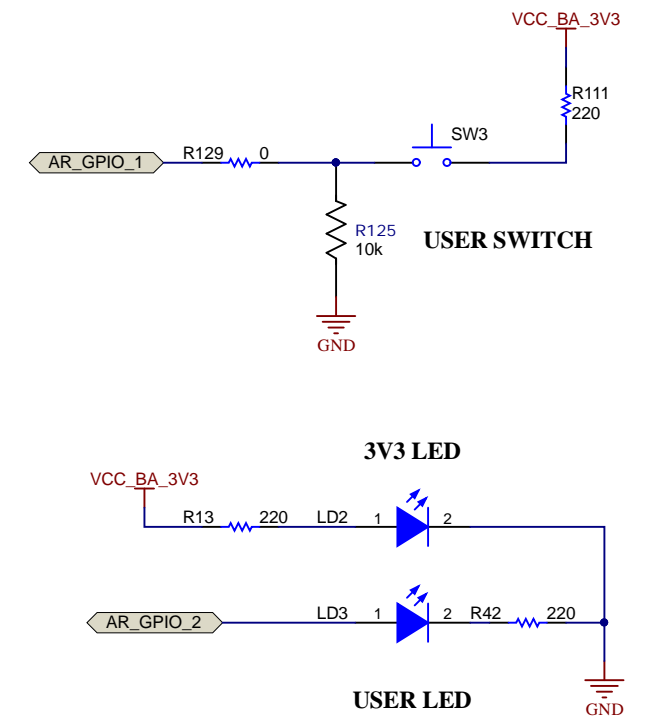 VCC_BA_3V3
R111
220
SW3
AR_GPIO_1
R129
0
R125
10k
USER SWITCH
GND
3V3 LED
VCC_BA_3V3
R13
220
LD2
1
2
AR_GPIO_2
LD3
1
2
R42
220
USER LED
GND